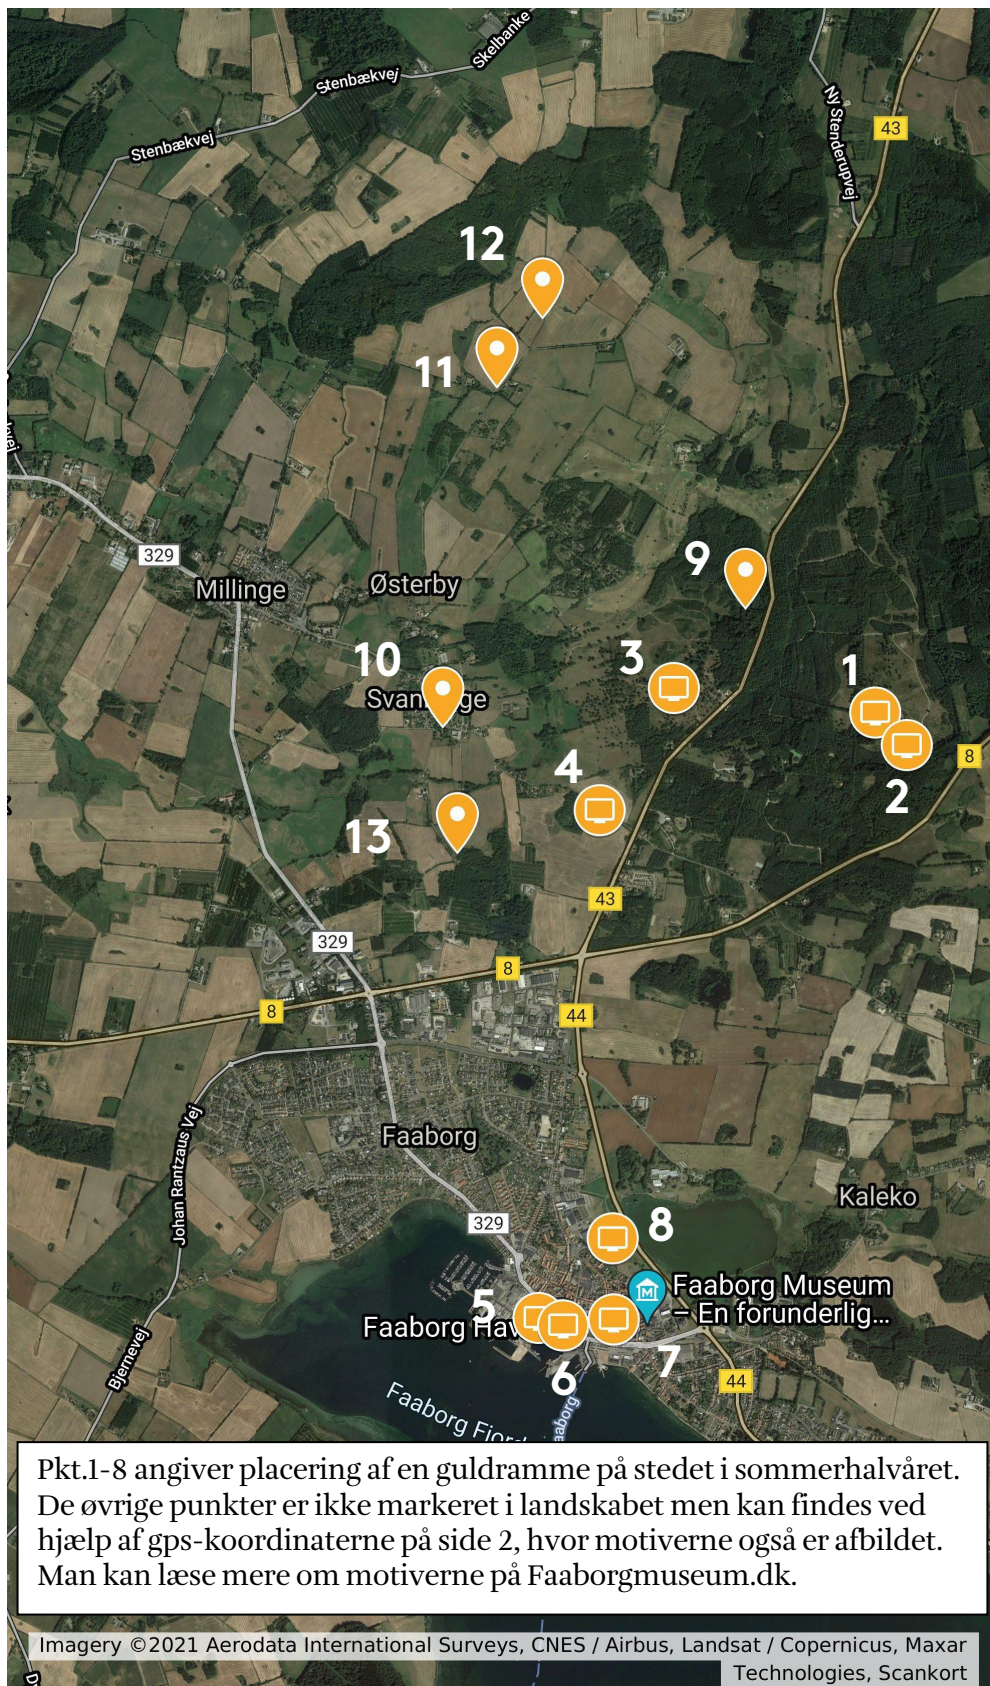 Skelbanke
Stenbækvej
Stenbækvej
Ny Stenderupvej
43
12
11
329
Millinge
Østerby
9
10
3
1
4
2
8
13
43
329
8
8
44
Johan Rantzaus Vej
Faaborg
Kaleko
329
8
Faaborg Museum
– En forunderlig...
5
6
7
Bjernevej
44
Faaborg Fjord
Pkt.1-8 angiver placering af en guldramme på stedet i sommerhalvåret.
De øvrige punkter er ikke markeret i landskabet men kan findes ved
hjælp af gps-koordinaterne på side 2, hvor motiverne også er afbildet.
Man kan læse mere om motiverne på Faaborgmuseum.dk.
Imagery ©2021 Aerodata International Surveys, CNES / Airbus, Landsat / Copernicus, Maxar
Technologies, Scankort